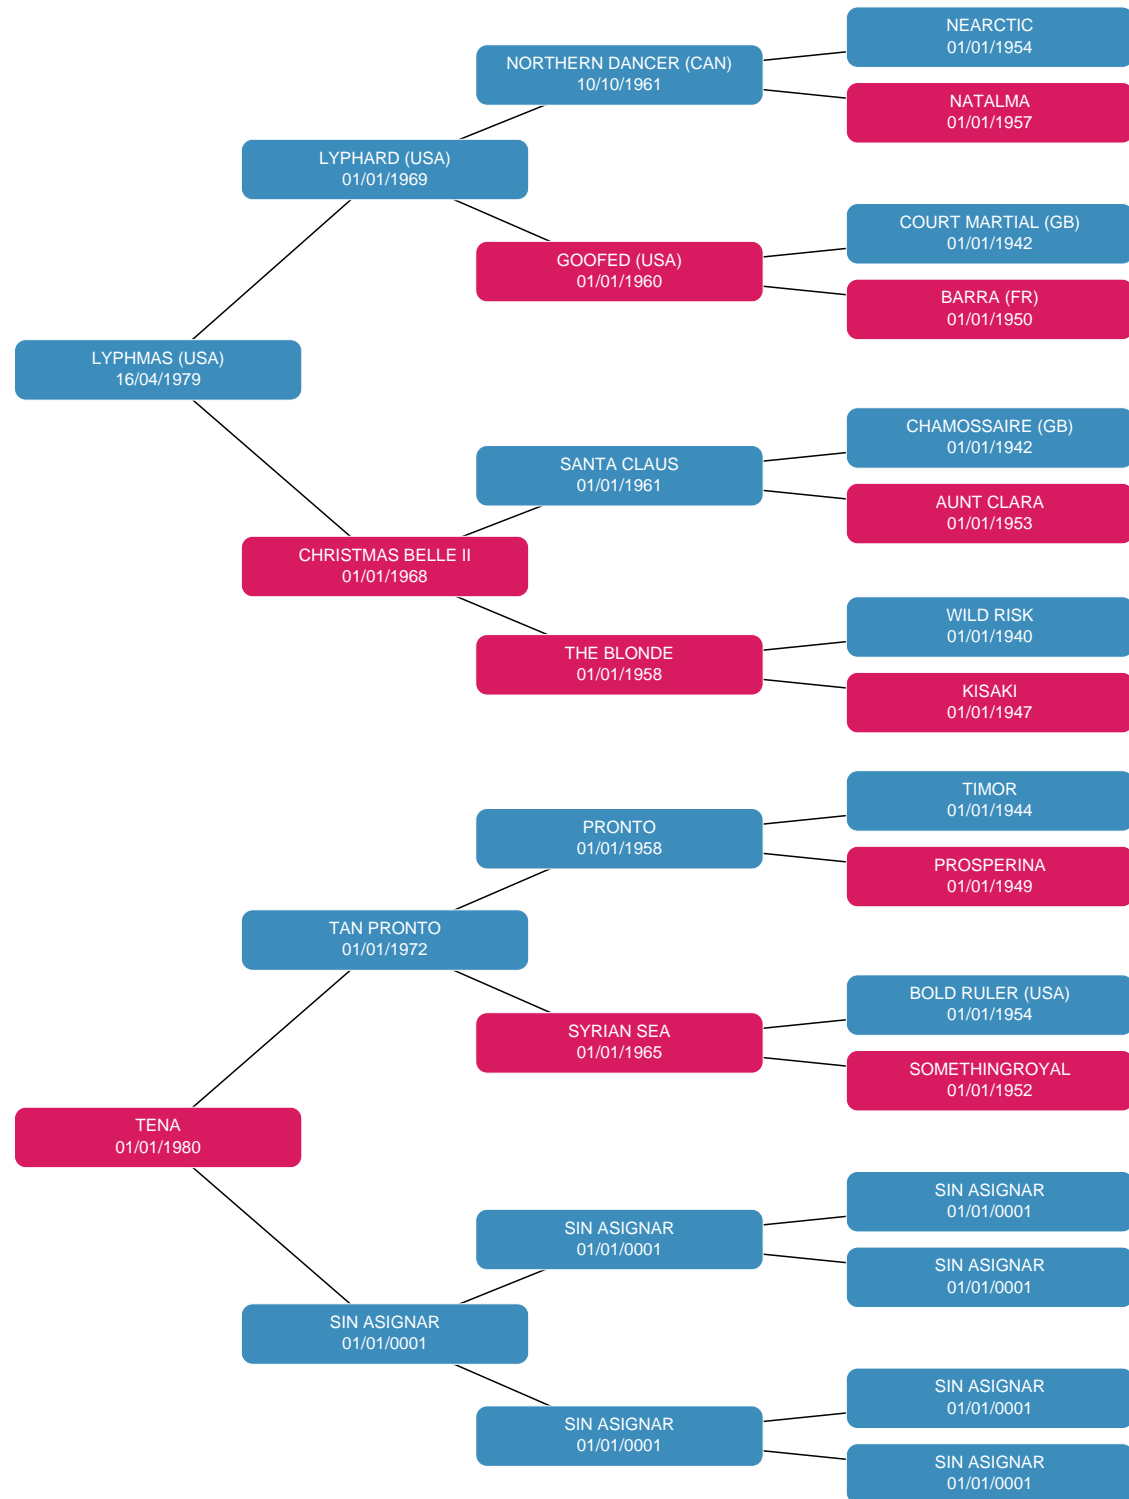 NEARCTIC
01/01/1954
NORTHERN DANCER (CAN)
10/10/1961
NATALMA
01/01/1957
LYPHARD (USA)
01/01/1969
COURT MARTIAL (GB)
01/01/1942
GOOFED (USA)
01/01/1960
BARRA (FR)
01/01/1950
LYPHMAS (USA)
16/04/1979
CHAMOSSAIRE (GB)
01/01/1942
SANTA CLAUS
01/01/1961
AUNT CLARA
01/01/1953
CHRISTMAS BELLE II
01/01/1968
WILD RISK
01/01/1940
THE BLONDE
01/01/1958
KISAKI
01/01/1947
TIMOR
01/01/1944
PRONTO
01/01/1958
PROSPERINA
01/01/1949
TAN PRONTO
01/01/1972
BOLD RULER (USA)
01/01/1954
SYRIAN SEA
01/01/1965
SOMETHINGROYAL
01/01/1952
TENA
01/01/1980
SIN ASIGNAR
01/01/0001
SIN ASIGNAR
01/01/0001
SIN ASIGNAR
01/01/0001
SIN ASIGNAR
01/01/0001
SIN ASIGNAR
01/01/0001
SIN ASIGNAR
01/01/0001
SIN ASIGNAR
01/01/0001